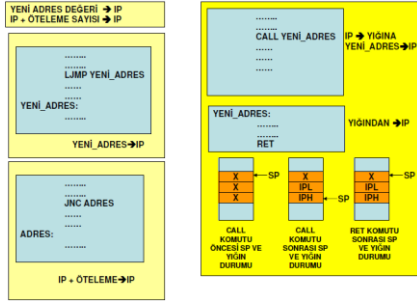 YENİ ADRES DEĞERİ → IP
IP + ÖTELEME SAYISI → IP
........
........
LJMP YENİ_ADRES
......
......
YENİ_ADRES:
........
YENİ_ADRES→IP
........
........
JNC ADRES
......
......
ADRES:
........
IP + ÖTELEME→IP
........
........
CALL YENİ_ADRES
......
......
......
......
IP → YIĞINA
YENİ_ADRES→IP
YENİ_ADRES:
........
........
RET
YIĞINDAN →IP
X
X
X
SP
CALL
KOMUTU
ÖNCESİ SP VE
YIĞIN
DURUMU
X
IPL
IPH
SP
CALL
KOMUTU
SONRASI SP
VE YIĞIN
DURUMU
X
IPL
IPH
SP
RET KOMUTU
SONRASI SP
VE YIĞIN
DURUMU